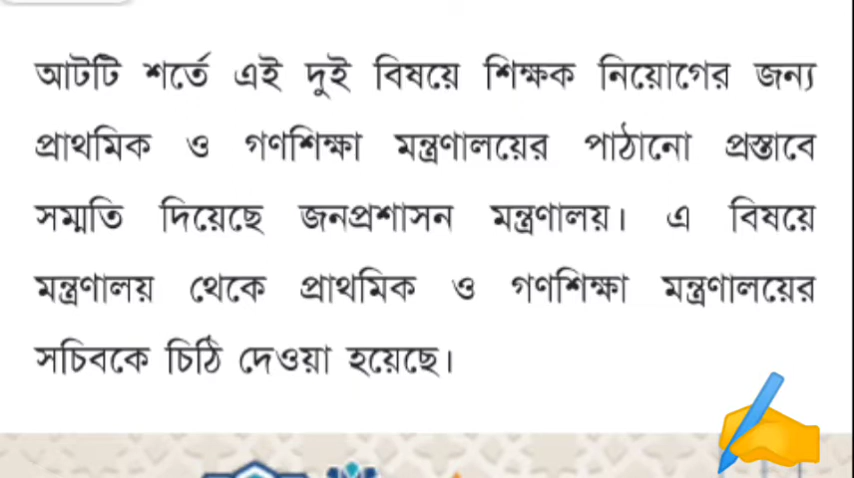 আটটি শর্তে এই দুই বিষয়ে শিক্ষক নিয়োগের জন্য
প্রাথমিক ও গণশিক্ষা মন্ত্রণালয়ের পাঠানো প্রস্তাবে
সম্মতি দিয়েছে জনপ্রশাসন মন্ত্রণালয়। এ বিষয়ে
মন্ত্রণালয় থেকে প্রাথমিক ও গণশিক্ষা মন্ত্রণালয়ের
সচিবকে চিঠি দেওয়া হয়েছে।